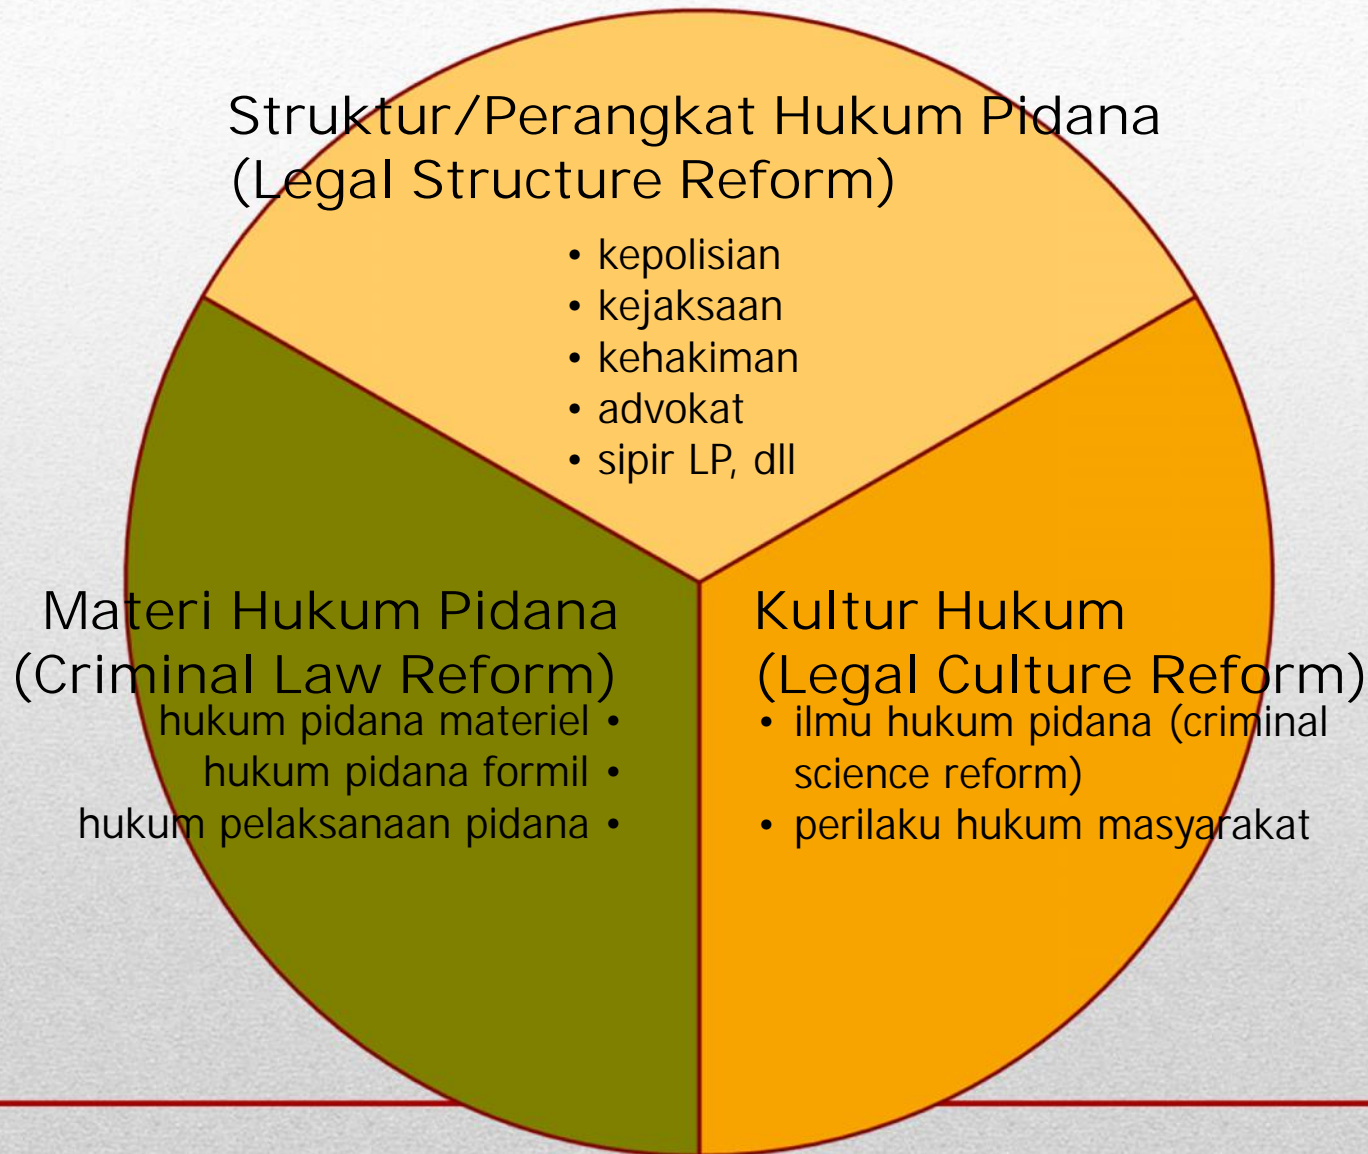 Struktur/Perangkat Hukum Pidana
(Legal Structure Reform)
• kepolisian
• kejaksaan
• kehakiman
• advokat
• sipir LP, dll
Materi Hukum Pidana
(Criminal Law Reform)
hukum pidana materiel •
hukum pidana formil •
hukum pelaksanaan pidana •
Kultur Hukum
(Legal Culture Reform)
• ilmu hukum pidana (criminal
science reform)
• perilaku hukum masyarakat